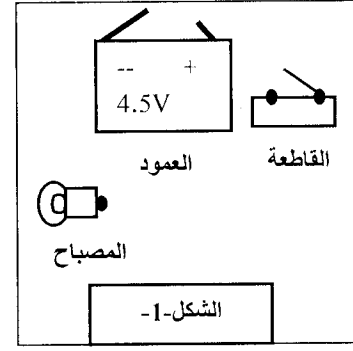 -- +
4.5V
العمود
القاطعة
المصباح
الشكل-1-